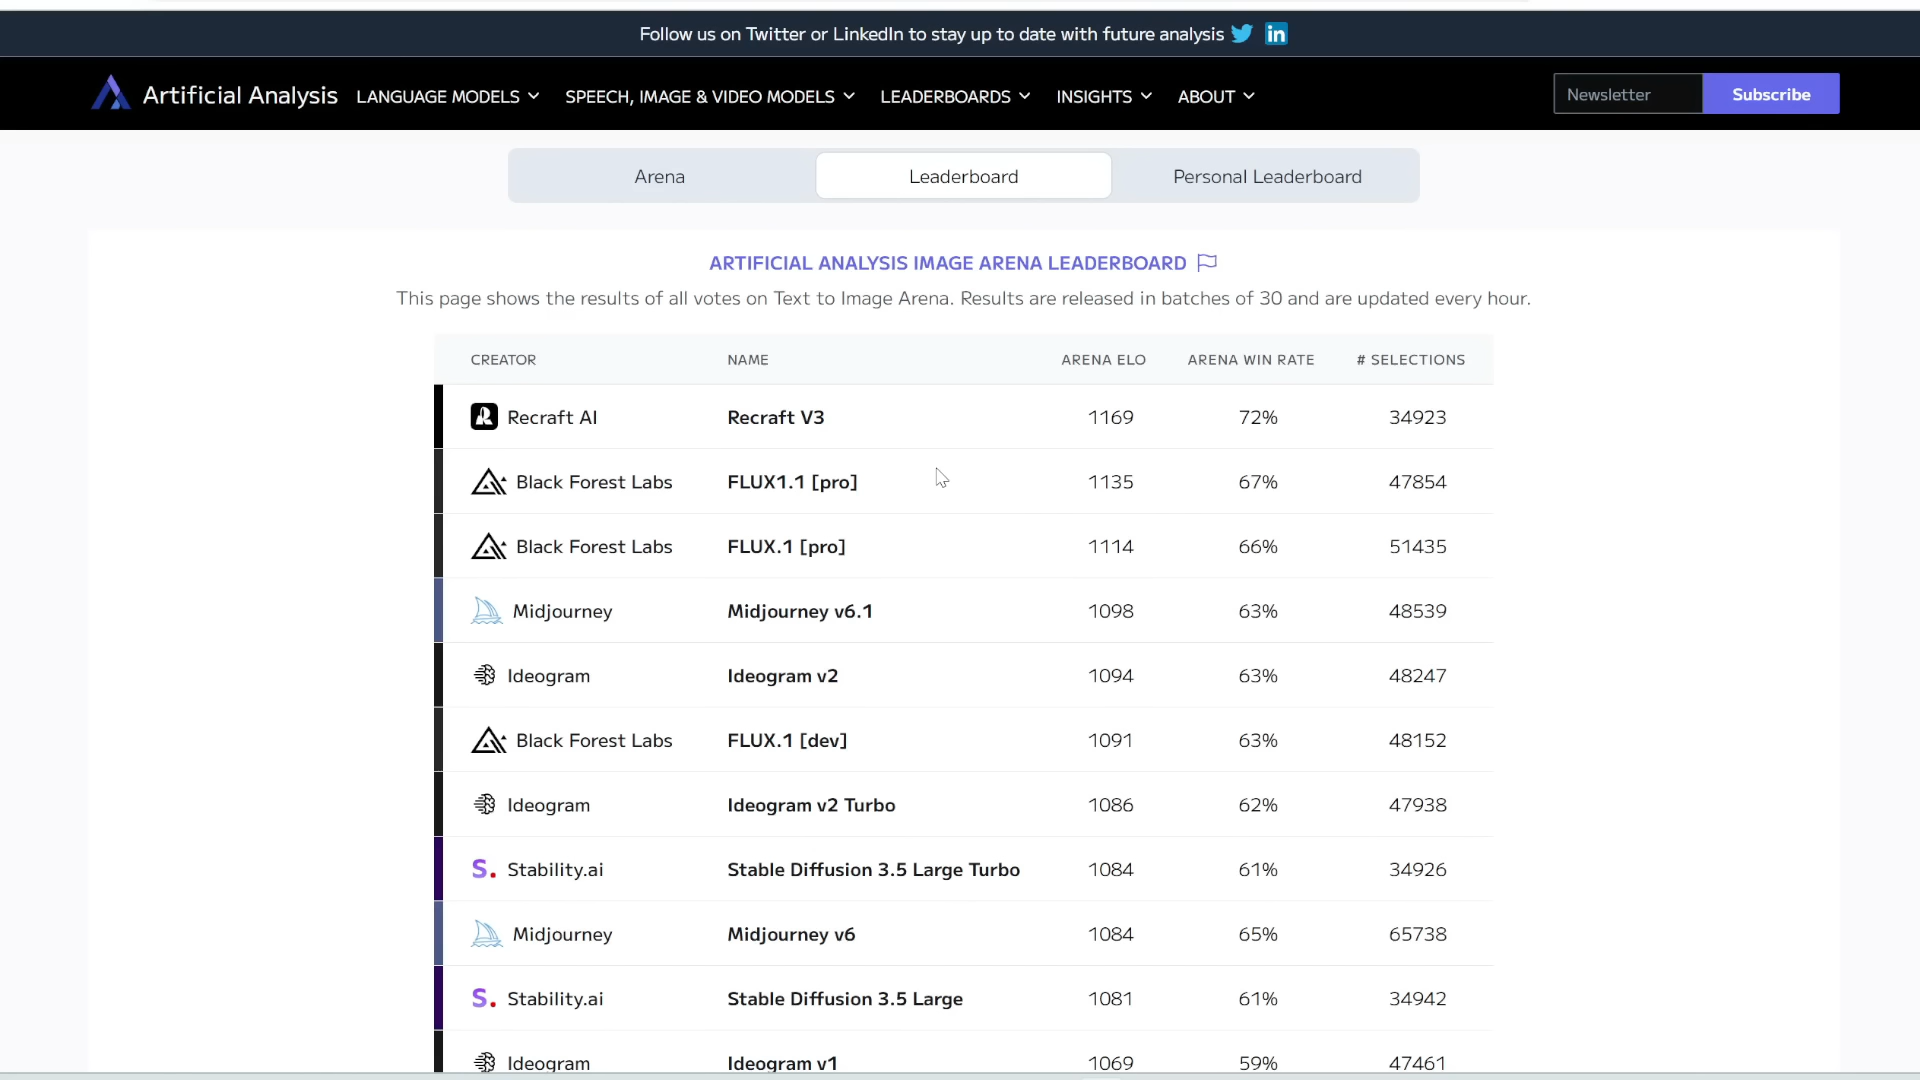 Follow us on Twitter or LinkedIn to stay up to date with future analysis
Artificial Analysis LANGUAGE MODELS SPEECH, IMAGE & VIDEO MODELS LEADERBOARDS INSIGHTS ABOUT Newsletter Subscribe
Arena Leaderboard Personal Leaderboard
ARTIFICIAL ANALYSIS IMAGE ARENA LEADERBOARD
This page shows the results of all votes on Text to Image Arena. Results are released in batches of 30 and are updated every hour.
CREATOR NAME ARENA ELO ARENA WIN RATE # SELECTIONS
Recraft AI Recraft V3 1169 72% 34923
Black Forest Labs FLUX1.1 [pro] 1135 67% 47854
Black Forest Labs FLUX.1 [pro] 1114 66% 51435
Midjourney Midjourney v6.1 1098 63% 48539
Ideogram Ideogram v2 1094 63% 48247
Black Forest Labs FLUX.1 [dev] 1091 63% 48152
Ideogram Ideogram v2 Turbo 1086 62% 47938
S. Stability.ai Stable Diffusion 3.5 Large Turbo 1084 61% 34926
Midjourney Midjourney v6 1084 65% 65738
S. Stability.ai Stable Diffusion 3.5 Large 1081 61% 34942
Ideogram Ideogram v1 1069 59% 47461